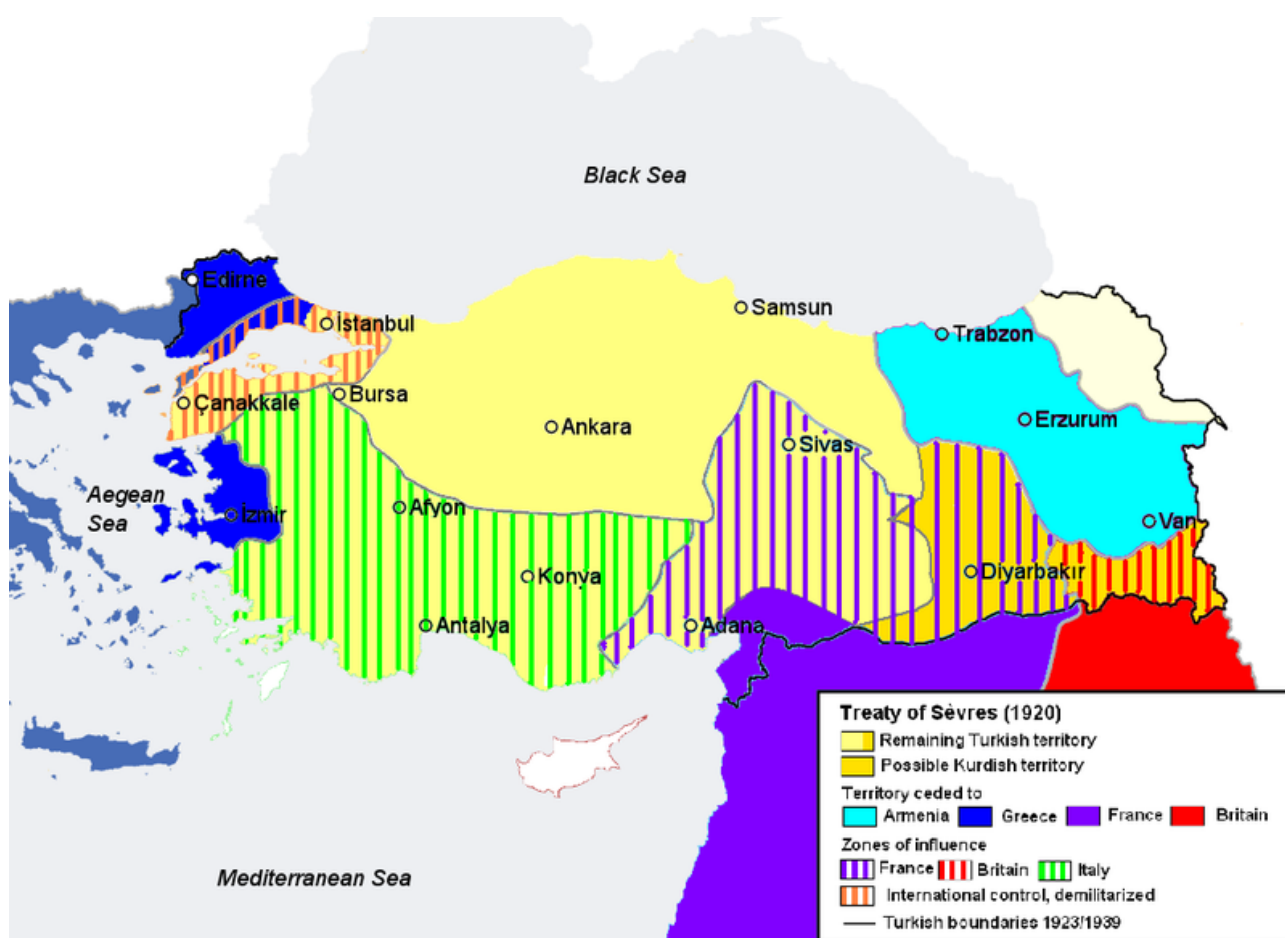 Black Sea
Edirne
İstanbul
Samsun
Trabzon
Çanakkale
Bursa
Ankara
Sivas
Erzurum
Aegean
Sea
İzmir
Afyon
Van
Konya
Diyarbakır
Antalya
Adana
Mediterranean Sea
Treaty of Sèvres (1920)
Remaining Turkish territory
Possible Kurdish territory
Territory ceded to
Armenia Greece France Britain
Zones of influence
France Britain Italy
International control, demilitarized
Turkish boundaries 1923/1939